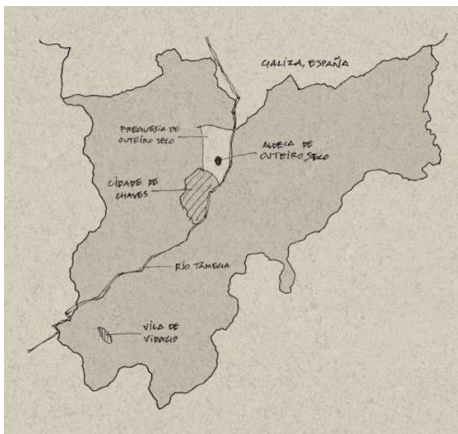 GALIZA, ESPAÑA
FREGUESIA DE
OUTEIRO SECO
ALDEIA DE
OUTEIRO SECO
CIDADE DE
CHAVES
RIO TÂMEGA
VILA DE
VIDAGO